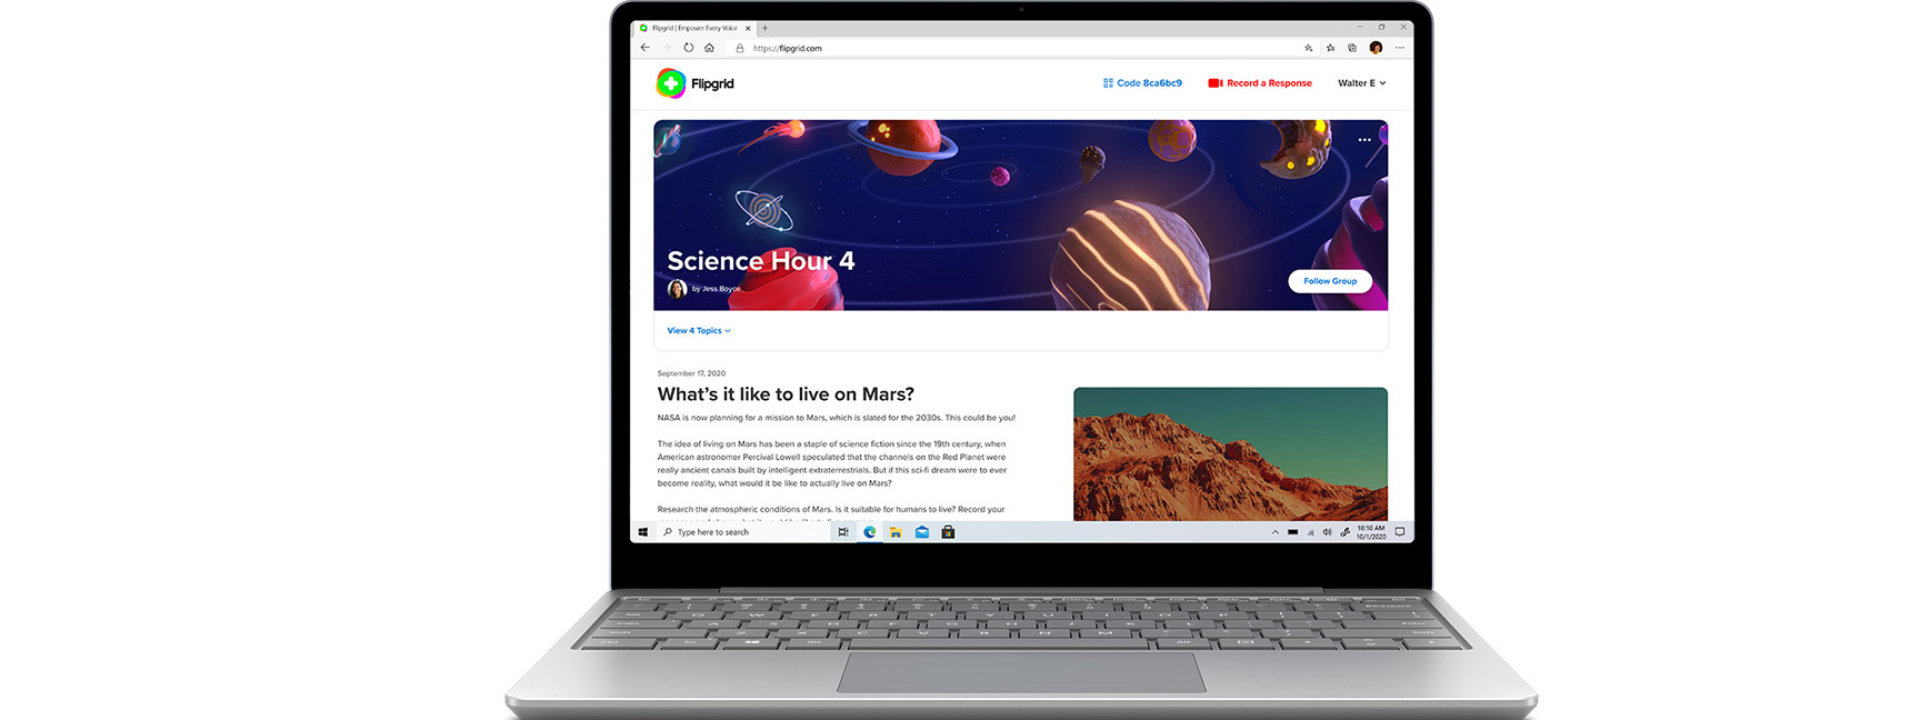 Flipgrid | Empower Every Voice
https://flipgrid.com
Flipgrid
Code 8ca6bc9
Record a Response
Walter E
Science Hour 4
by Jess Boyce
Follow Group
View 4 Topics
September 17, 2020
What's it like to live on Mars?
NASA is now planning for a mission to Mars, which is slated for the 2030s. This could be you!
The idea of living on Mars has been a staple of science fiction since the 19th century, when
American astronomer Percival Lowell speculated that the channels on the Red Planet were
really ancient canals built by intelligent extraterrestrials. But if this sci-fi dream were to ever
become reality, what would it be like to actually live on Mars?
Research the atmospheric conditions of Mars. Is it suitable for humans to live? Record your
Type here to search
10:10 AM
10/1/2020